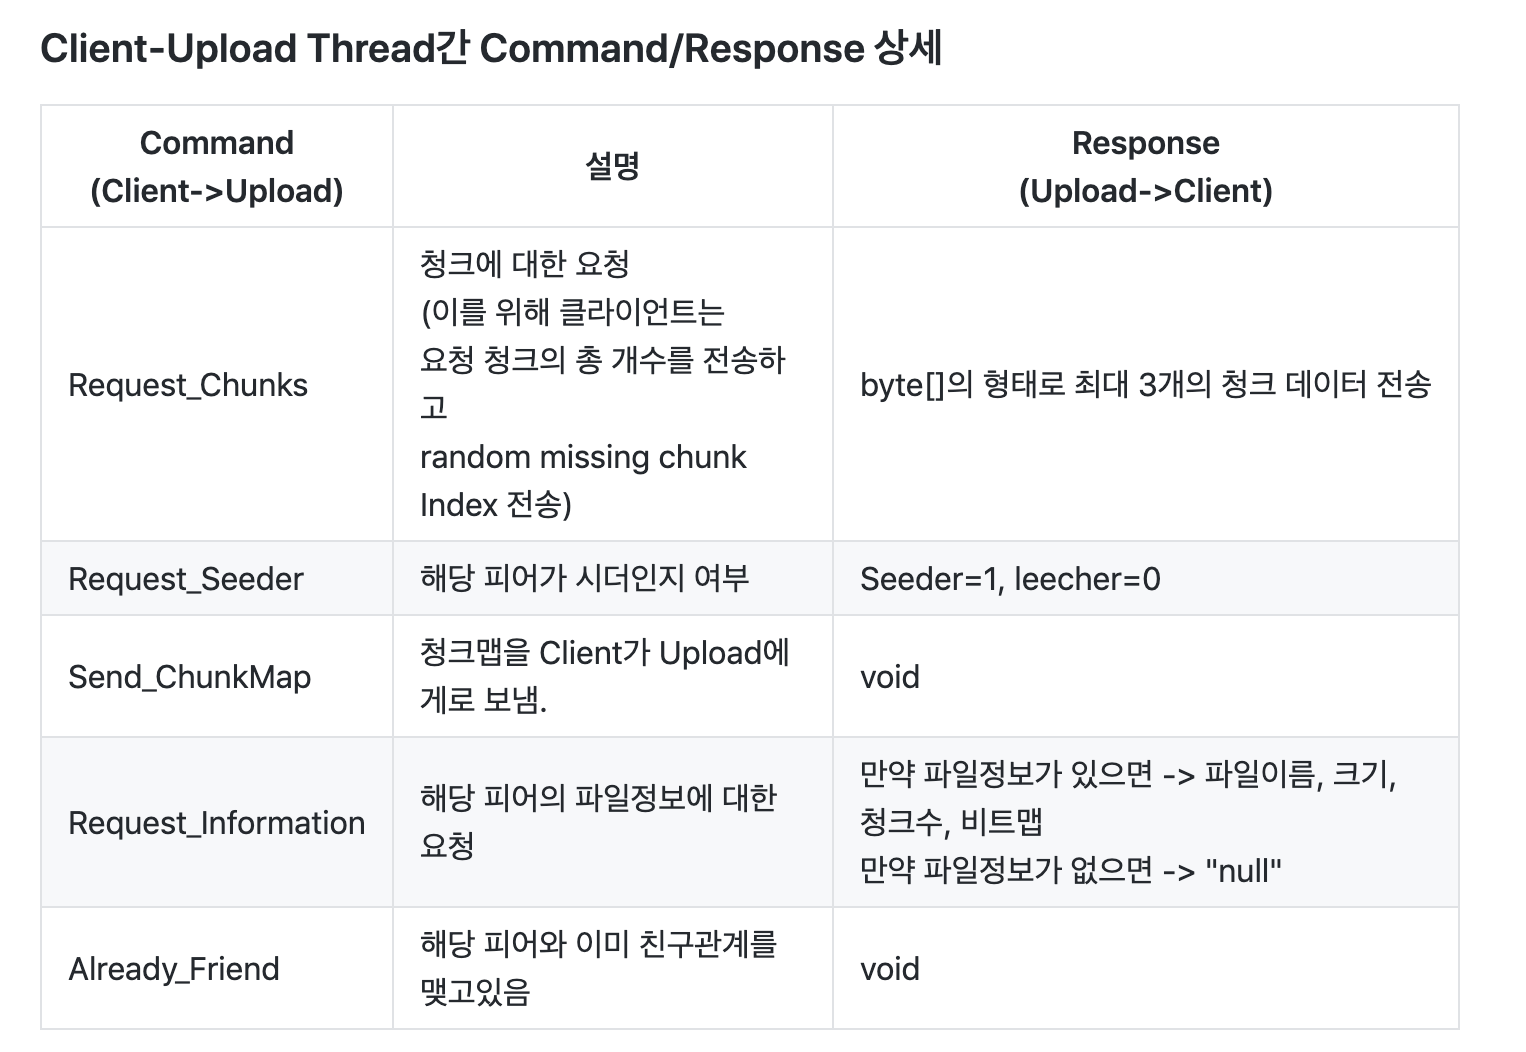 Client-Upload Thread간 Command/Response 상세
Command
(Client->Upload)
설명
Response
(Upload->Client)
Request_Chunks
청크에 대한 요청
(이를 위해 클라이언트는
요청 청크의 총 개수를 전송하
고
random missing chunk
Index 전송)
byte[]의 형태로 최대 3개의 청크 데이터 전송
Request_Seeder
해당 피어가 시더인지 여부
Seeder=1, leecher=0
Send_ChunkMap
청크맵을 Client가 Upload에
게로 보냄.
void
Request_Information
해당 피어의 파일정보에 대한
요청
만약 파일정보가 있으면 -> 파일이름, 크기,
청크수, 비트맵
만약 파일정보가 없으면 -> "null"
Already_Friend
해당 피어와 이미 친구관계를
맺고있음
void